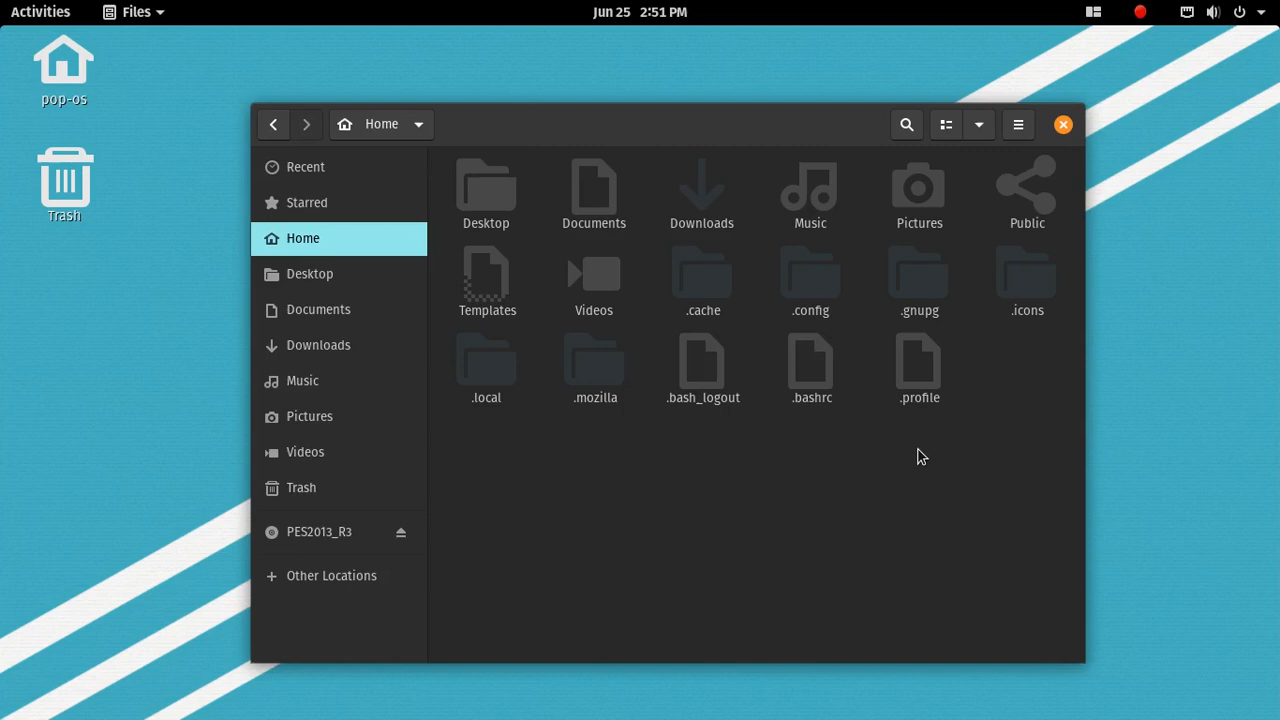 Activities Files Jun 25 2:51 PM
pop-os
Trash
Home
Recent
Starred
Home
Desktop
Documents
Downloads
Music
Pictures
Videos
Trash
PES2013_R3
Other Locations
Desktop Documents Downloads Music Pictures Public
Templates Videos .cache .config .gnupg .icons
.local .mozilla .bash_logout .bashrc .profile